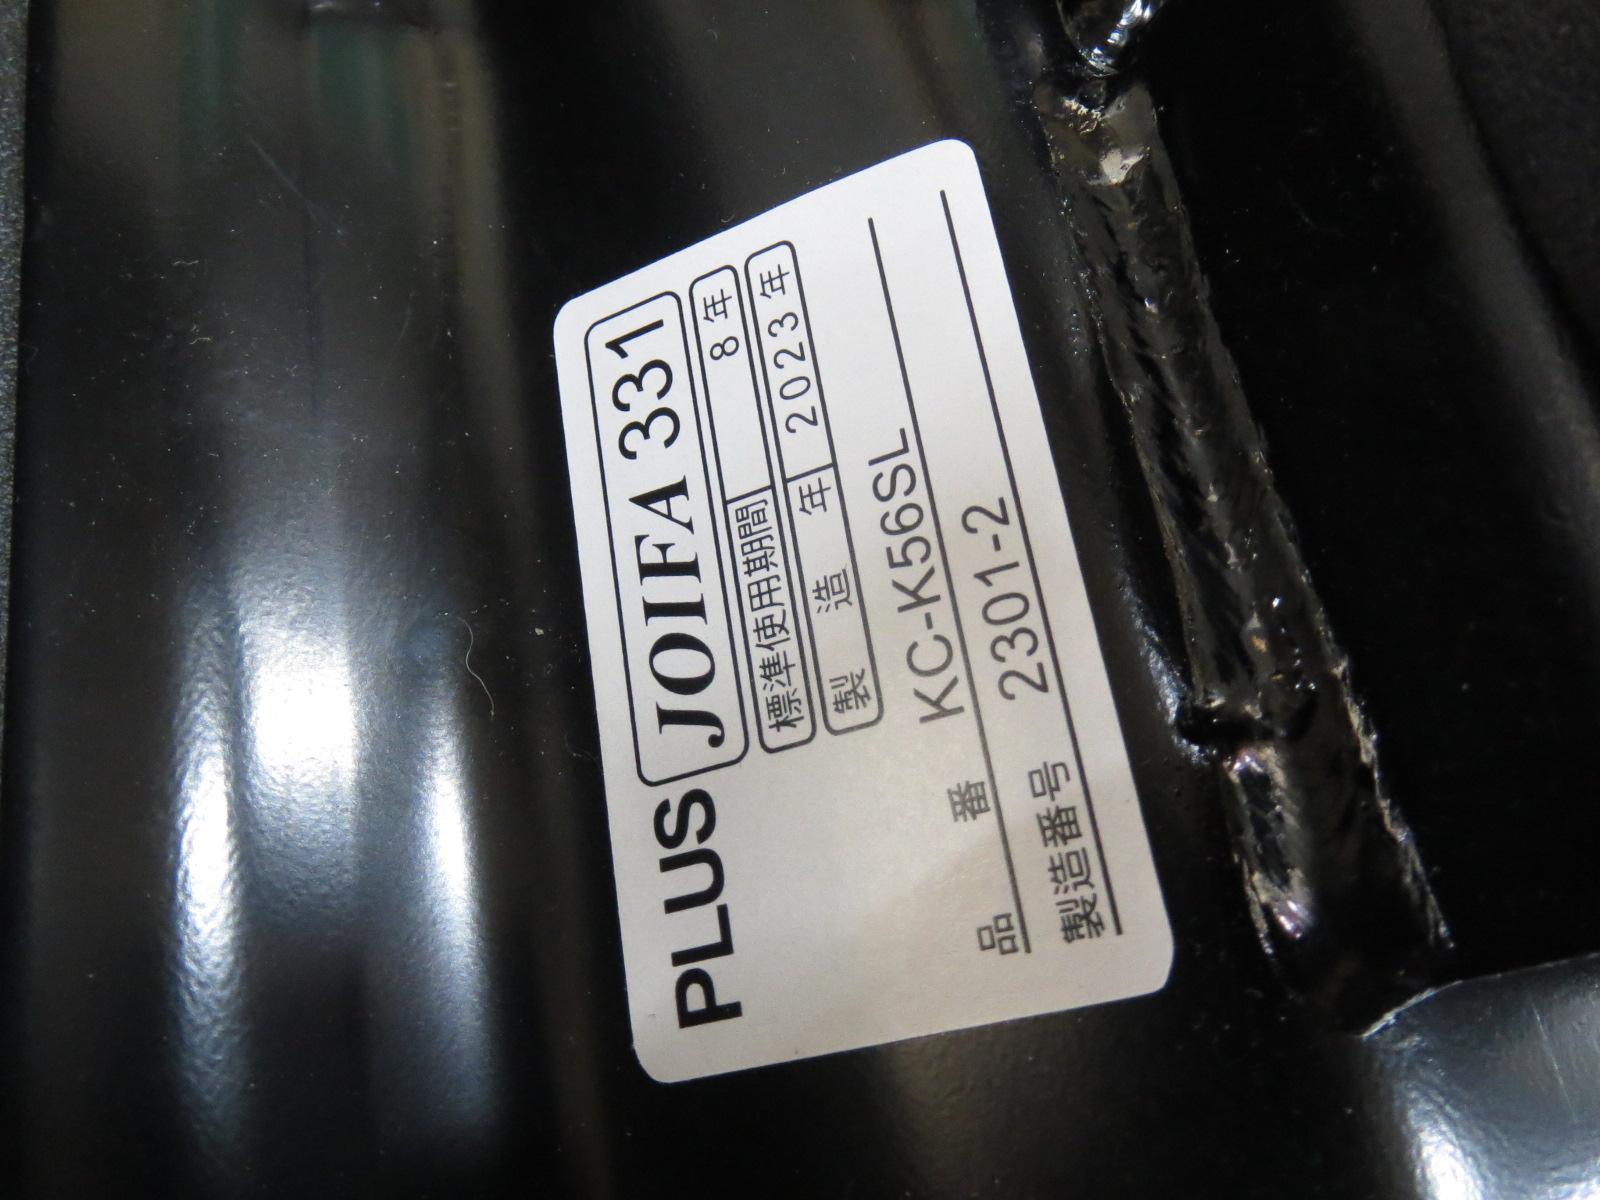 PLUS JOIFA 331
標準使用期間 8年
製造年 2023年
品番 KC-K56SL
製造番号 2301-2